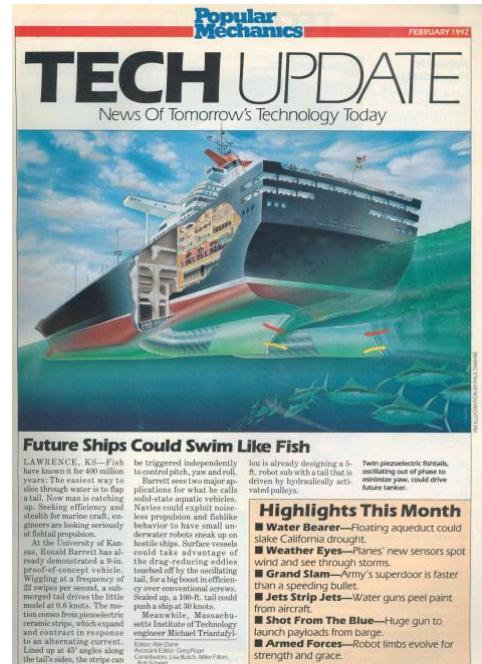 Popular
Mechanics
FEBRUARY 1992
TECH UPDATE
News Of Tomorrow's Technology Today
Future Ships Could Swim Like Fish
LAWRENCE, KS—Fish
have known it for 400 million
years: The easiest way to
slice through water is to flap
a tail. Now man is catching
up. Seeking efficiency and
stealth for marine craft, en-
gineers are looking seriously
at fishtail propulsion.
At the University of Kan-
sas, Ronald Barrett has al-
ready demonstrated a 9-in.
proof-of-concept vehicle.
Wiggling at a frequency of
22 swipes per second, a sub-
merged tail drives the little
model at 0.6 knots. The mo-
tion comes from piezoelectric
ceramic strips, which expand
and contract in response
to an alternating current.
Lined up at 45° angles along
the tail's sides, the strips can
be triggered independently
to control pitch, yaw and roll.
Barrett sees two major ap-
plications for what he calls
solid-state aquatic vehicles.
Navies could exploit noise-
less propulsion and fishlike
behavior to have small un-
derwater robots sneak up on
hostile ships. Surface vessels
could take advantage of
the drag-reducing eddies
touched off by the oscillating
tail, for a big boost in efficien-
cy over conventional screws.
Scaled up, a 100-ft. tail could
push a ship at 30 knots.
Meanwhile, Massachu-
setts Institute of Technology
engineer Michael Triantafyl-
Editor: Abe Dane
Assistant Editor: Greg Pope
Contributors: Lisa Busch, Mike Fillon,
Bob Scheier
lou is already designing a 5-
ft. robot sub with a tail that is
driven by hydraulically acti-
vated pulleys.
Twin piezoelectric fishtails,
oscillating out of phase to
minimize yaw, could drive
future tanker.
Highlights This Month
■ Water Bearer—Floating aqueduct could
slake California drought.
■ Weather Eyes—Planes' new sensors spot
wind and see through storms.
■ Grand Slam—Army's superdoor is faster
than a speeding bullet.
■ Jets Strip Jets—Water guns peel paint
from aircraft.
■ Shot From The Blue—Huge gun to
launch payloads from barge.
■ Armed Forces—Robot limbs evolve for
strength and grace.